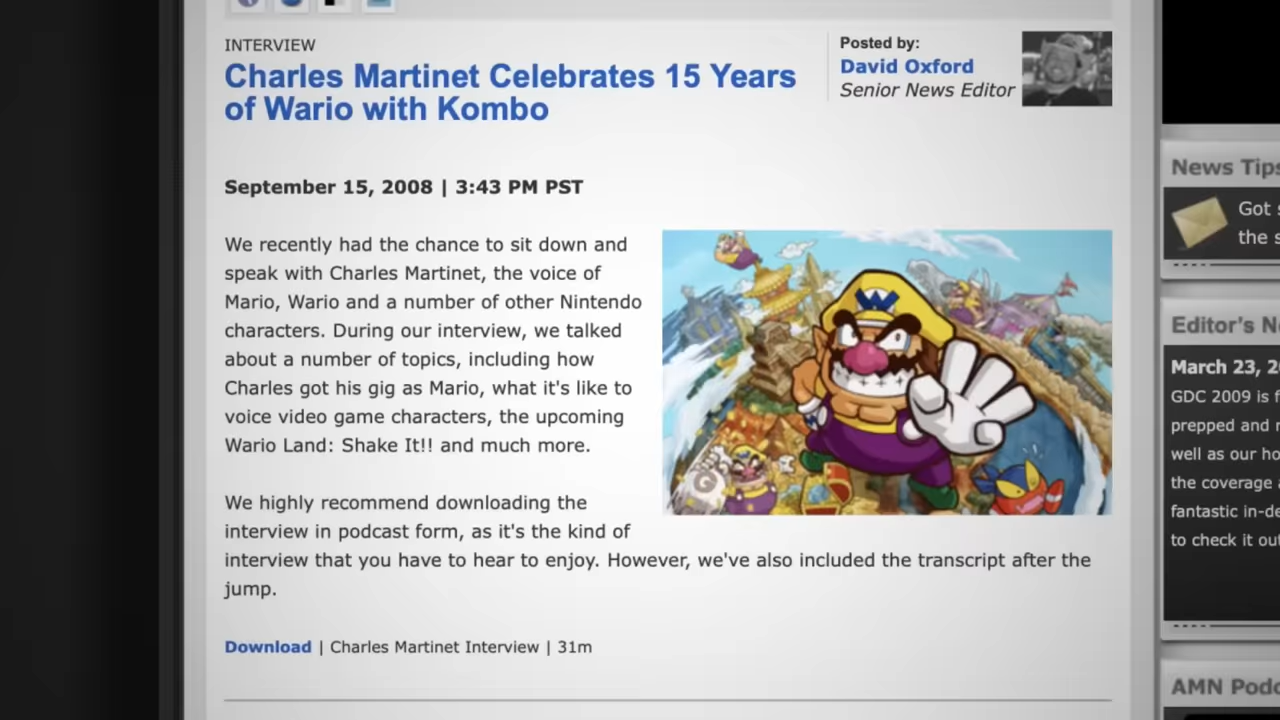 INTERVIEW
Charles Martinet Celebrates 15 Years
of Wario with Kombo
Posted by:
David Oxford
Senior News Editor
September 15, 2008 | 3:43 PM PST
We recently had the chance to sit down and
speak with Charles Martinet, the voice of
Mario, Wario and a number of other Nintendo
characters. During our interview, we talked
about a number of topics, including how
Charles got his gig as Mario, what it's like to
voice video game characters, the upcoming
Wario Land: Shake It!! and much more.
We highly recommend downloading the
interview in podcast form, as it's the kind of
interview that you have to hear to enjoy. However, we've also included the transcript after the
jump.
Download | Charles Martinet Interview | 31m
News Tips
Got
the
Editor's
March 23,
GDC 2009 is
prepped and
well as our
the coverage
fantastic
to check it out
AMN
W
G